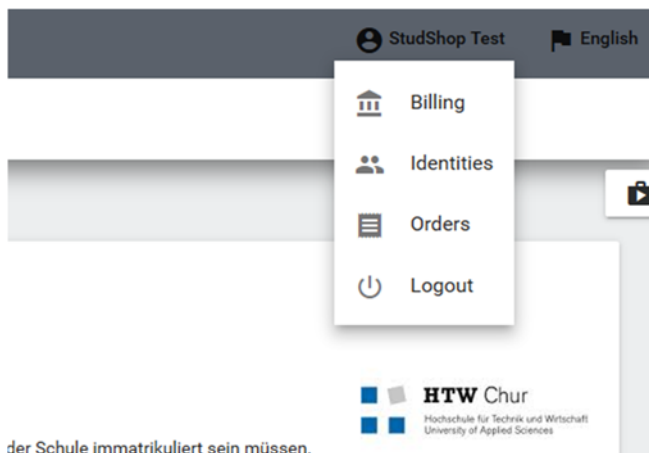 StudShop Test English
Billing
Identities
Orders
Logout
HTW Chur
Hochschule für Technik und Wirtschaft
University of Applied Sciences
der Schule immatrikuliert sein müssen.